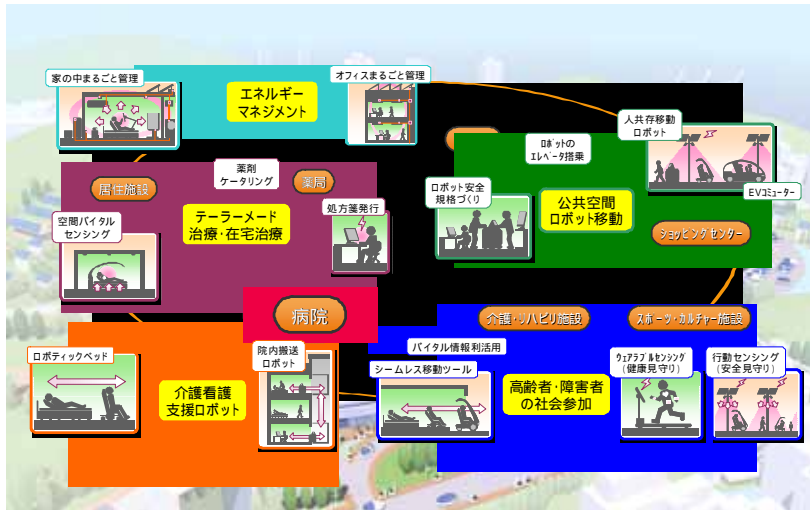 家の中まるごと管理
エネルギー
マネジメント
オフィスまるごと管理
人共存移動
ロボット
ロボットの
エレベータ搭乗
EVコミューター
ロボット安全
規格づくり
公共空間
ロボット移動
ショッピングセンター
薬剤
ケータリング
居住施設
薬局
テーラーメード
治療・在宅治療
処方箋発行
空間バイタル
センシング
病院
介護・リハビリ施設
スポーツ・カルチャー施設
ロボティックベッド
院内搬送
ロボット
介護看護
支援ロボット
バイタル情報利活用
シームレス移動ツール
高齢者・障害者
の社会参加
ウェアラブルセンシング
(健康見守り)
行動センシング
(安全見守り)